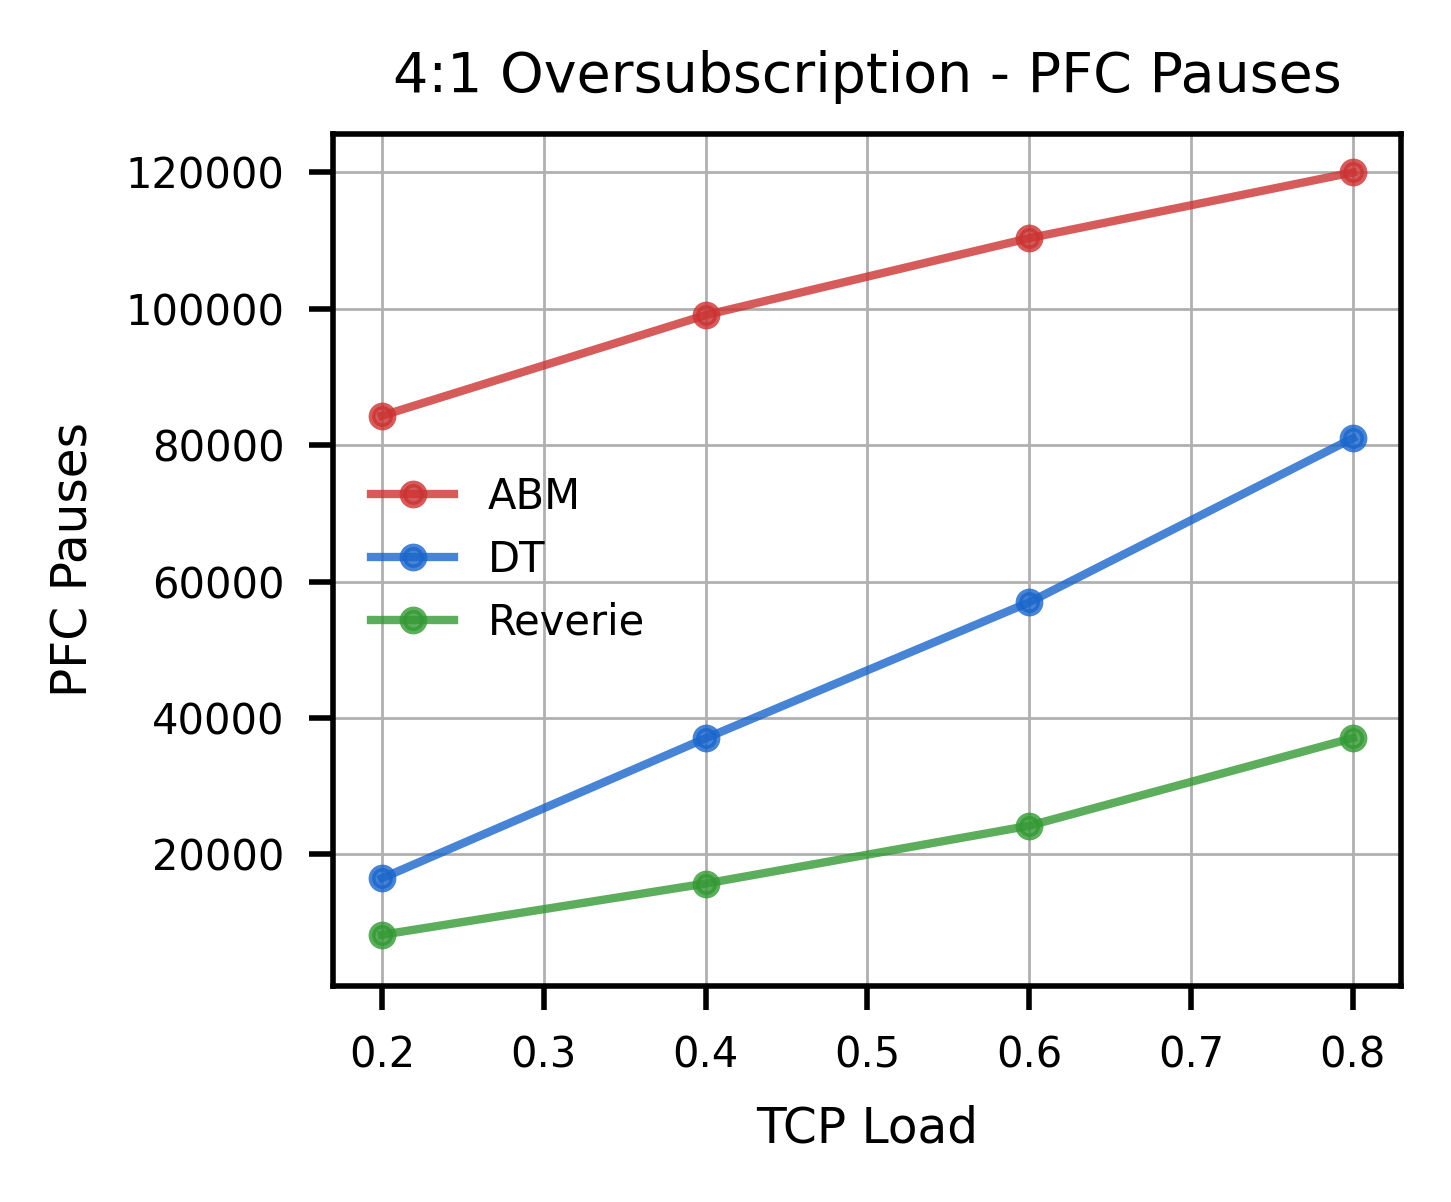 4:1 Oversubscription - PFC Pauses
120000
100000
80000
60000
40000
20000
PFC Pauses
ABM
DT
Reverie
0.2 0.3 0.4 0.5 0.6 0.7 0.8
TCP Load